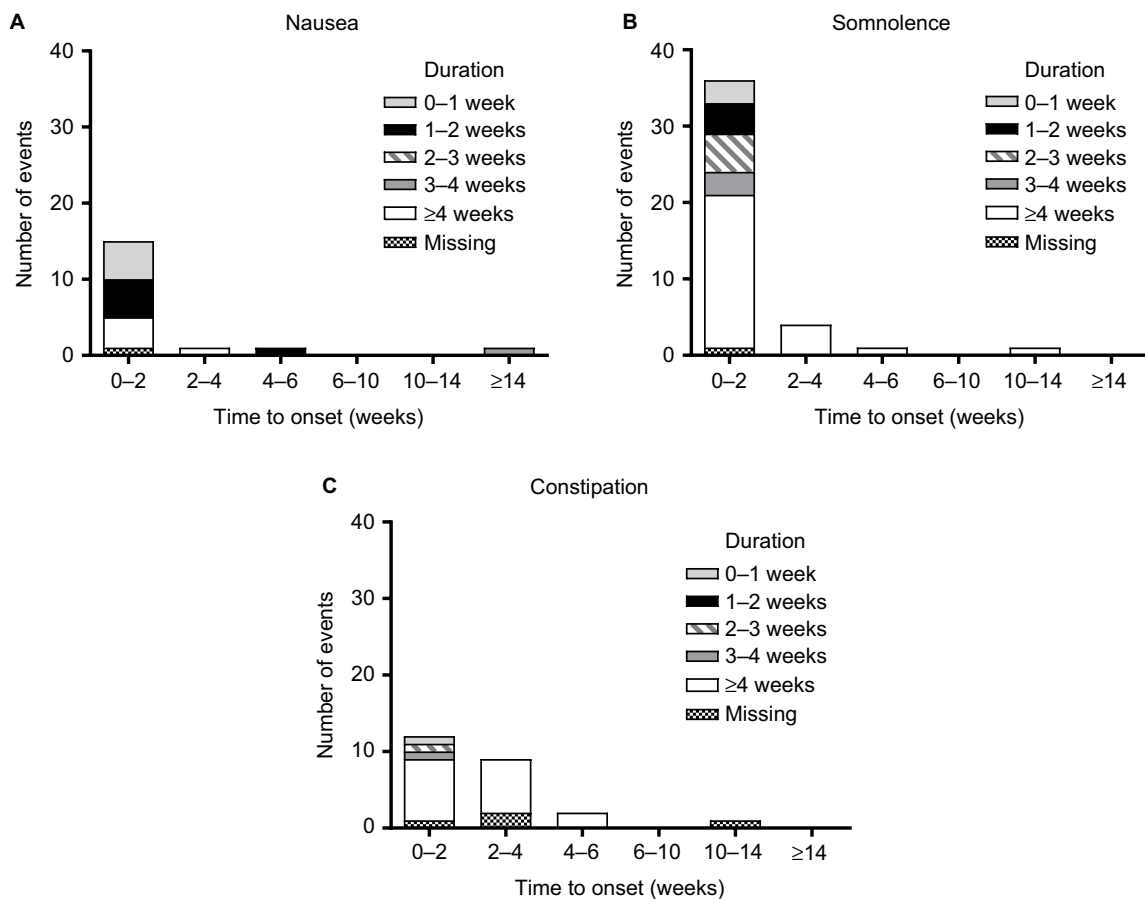 A
Nausea
40
30
20
10
0
Number of events
Duration
0–1 week
1–2 weeks
2–3 weeks
3–4 weeks
≥4 weeks
Missing
0–2 2–4 4–6 6–10 10–14 ≥14
Time to onset (weeks)
B
Somnolence
40
30
20
10
0
Number of events
Duration
0–1 week
1–2 weeks
2–3 weeks
3–4 weeks
≥4 weeks
Missing
0–2 2–4 4–6 6–10 10–14 ≥14
Time to onset (weeks)
C
Constipation
40
30
20
10
0
Number of events
Duration
0–1 week
1–2 weeks
2–3 weeks
3–4 weeks
≥4 weeks
Missing
0–2 2–4 4–6 6–10 10–14 ≥14
Time to onset (weeks)